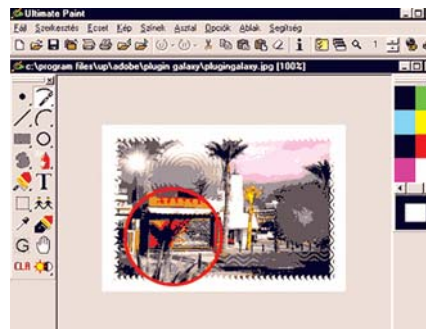 Ultimate Paint
Fájl Szerkesztés Ecset Kép Színek Asztal Opciók Ablak Segítség
1
c:\program files\up\adobe\plugin galaxy\plugingalaxy.jpg [100%]
T
G
CLR